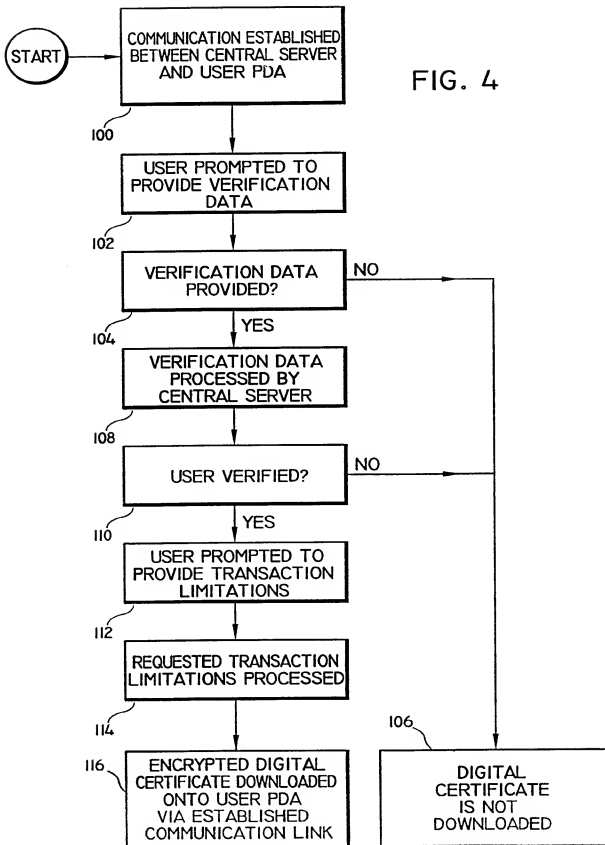 START
COMMUNICATION ESTABLISHED
BETWEEN CENTRAL SERVER
AND USER PDA
FIG. 4
100
USER PROMPTED TO
PROVIDE VERIFICATION
DATA
102
VERIFICATION DATA
PROVIDED?
NO
104
YES
VERIFICATION DATA
PROCESSED BY
CENTRAL SERVER
108
USER VERIFIED?
NO
110
YES
USER PROMPTED TO
PROVIDE TRANSACTION
LIMITATIONS
112
REQUESTED TRANSACTION
LIMITATIONS PROCESSED
114
116
ENCRYPTED DIGITAL
CERTIFICATE DOWNLOADED
ONTO USER PDA
VIA ESTABLISHED
COMMUNICATION LINK
106
DIGITAL
CERTIFICATE
IS NOT
DOWNLOADED